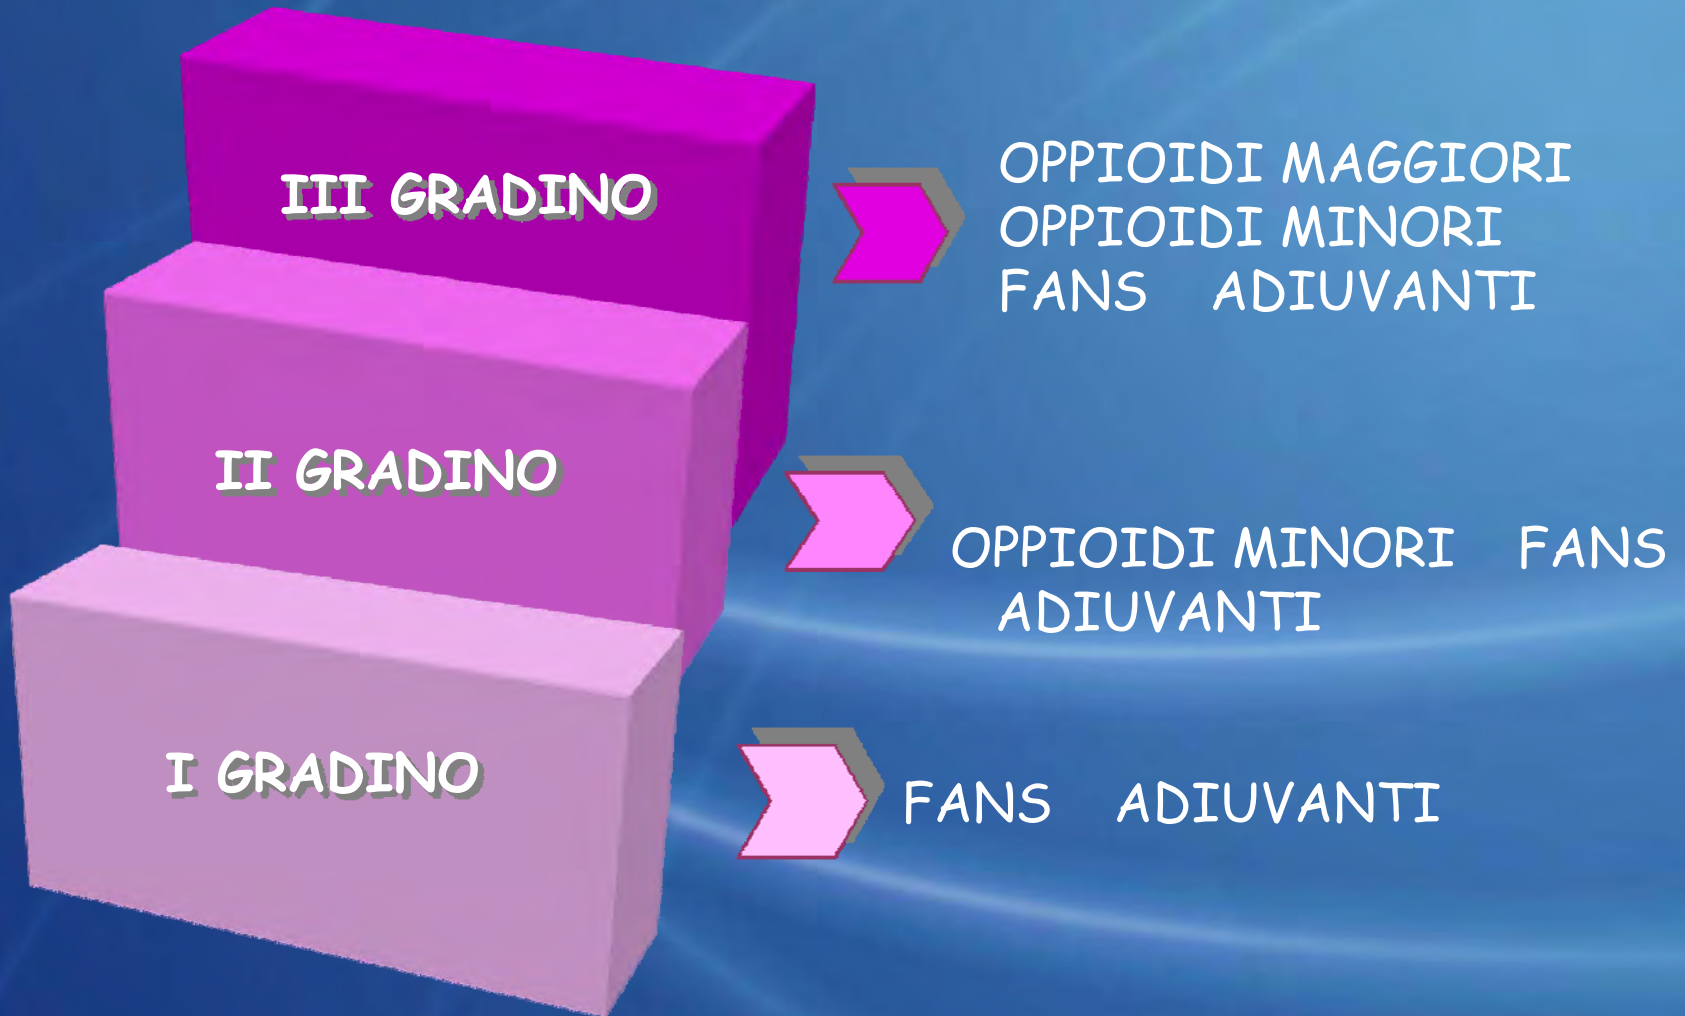 III GRADINO
OPPIOIDI MAGGIORI
OPPIOIDI MINORI
FANS ADIUVANTI
II GRADINO
OPPIOIDI MINORI FANS
ADIUVANTI
I GRADINO
FANS ADIUVANTI